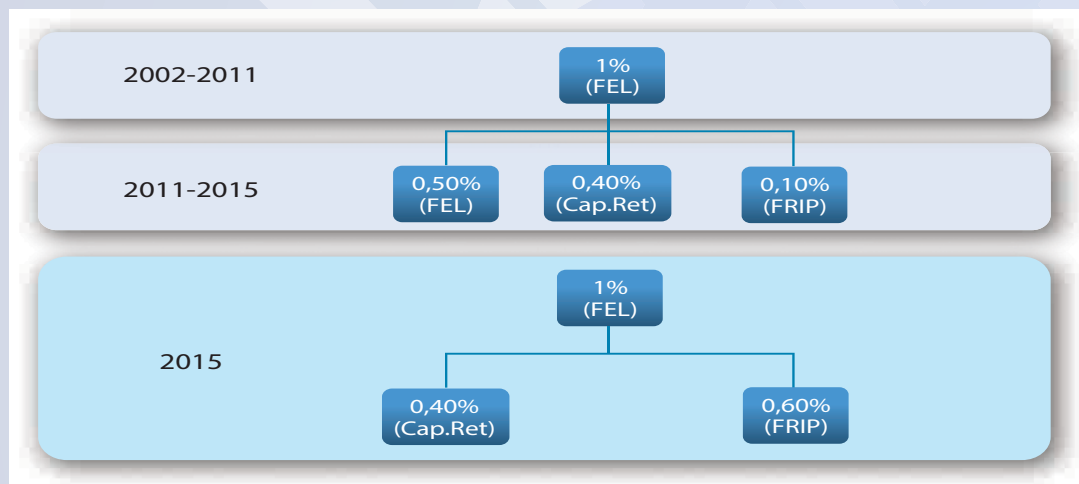 2002-2011
1%
(FEL)
2011-2015
0,50%
(FEL)
0,40%
(Cap.Ret)
0,10%
(FRIP)
2015
1%
(FEL)
0,40%
(Cap.Ret)
0,60%
(FRIP)